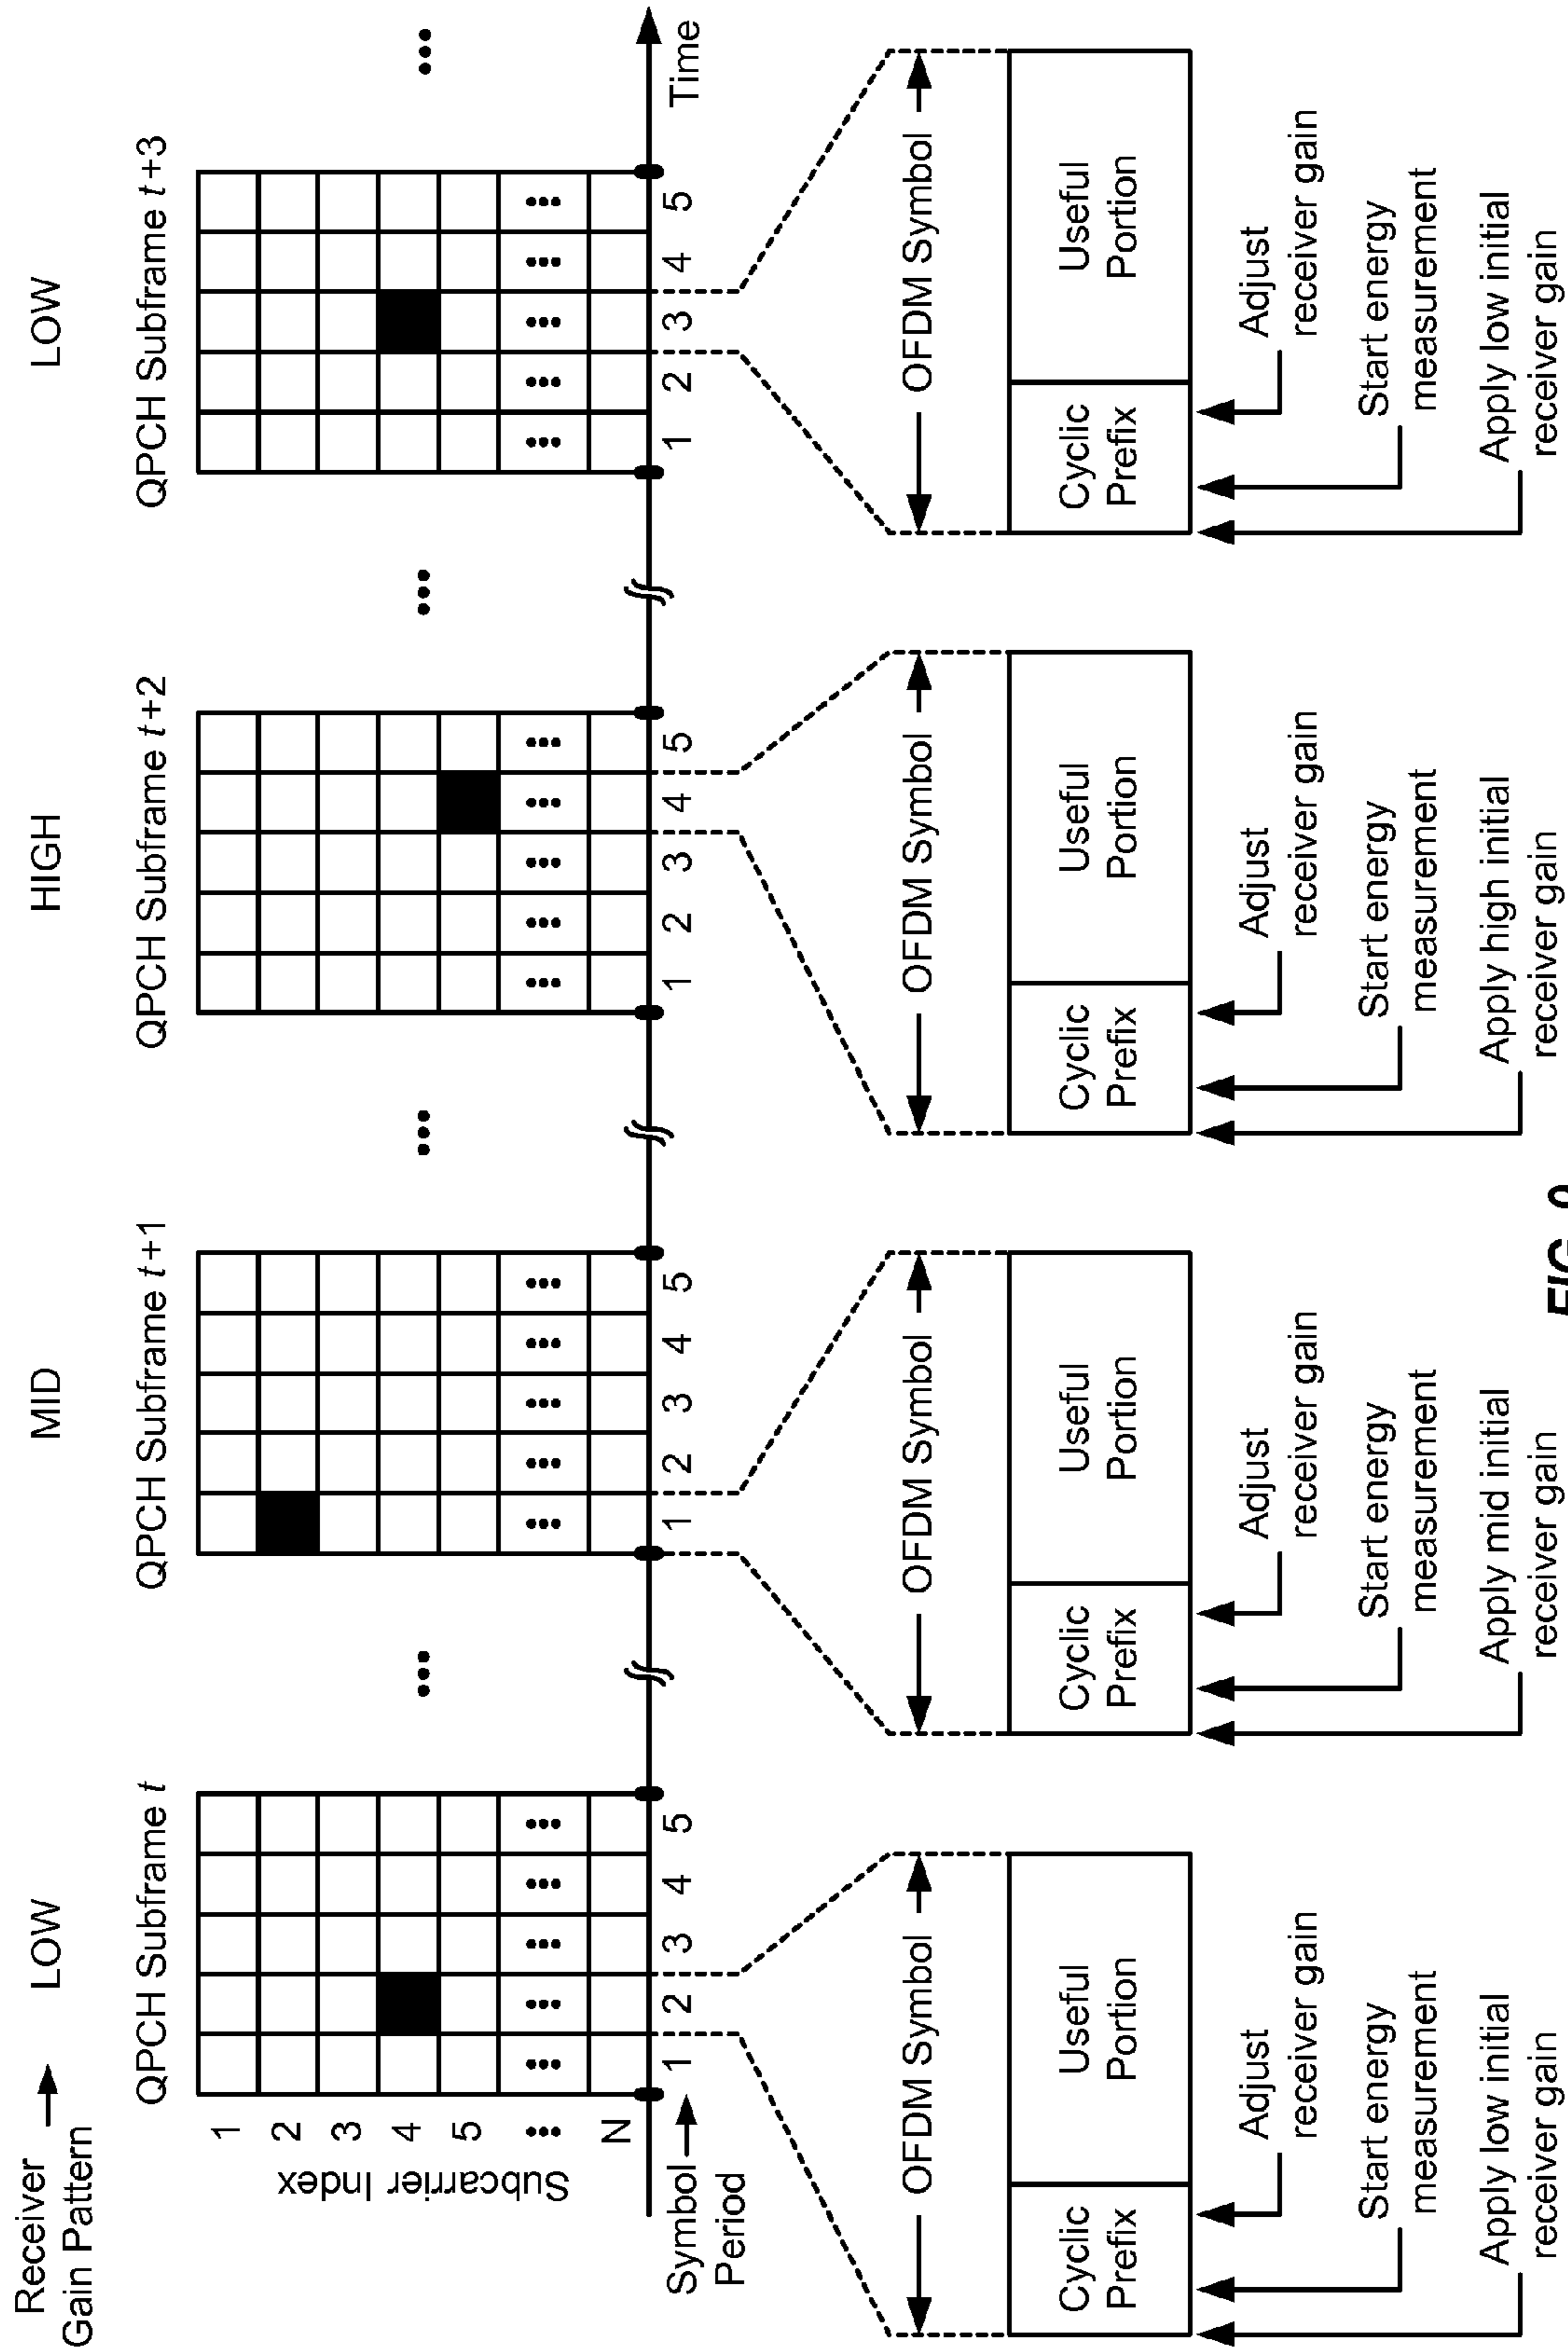 Receiver
Gain Pattern
LOW
MID
HIGH
LOW
QPCH Subframe t
QPCH Subframe t+1
QPCH Subframe t+2
QPCH Subframe t+3
Subcarrier Index
1
2
3
4
5
•••
N
••• ••• ••• ••• •••
••• ••• ••• ••• •••
••• ••• ••• ••• •••
••• ••• ••• ••• •••
•••
•••
•••
•••
Symbol
Period
1 2 3 4 5
1 2 3 4 5
1 2 3 4 5
1 2 3 4 5
Time
OFDM Symbol
Cyclic
Prefix
Useful
Portion
Adjust
receiver gain
Start energy
measurement
Apply low initial
receiver gain
OFDM Symbol
Cyclic
Prefix
Useful
Portion
Adjust
receiver gain
Start energy
measurement
Apply mid initial
receiver gain
OFDM Symbol
Cyclic
Prefix
Useful
Portion
Adjust
receiver gain
Start energy
measurement
Apply high initial
receiver gain
OFDM Symbol
Cyclic
Prefix
Useful
Portion
Adjust
receiver gain
Start energy
measurement
Apply low initial
receiver gain
FIG.